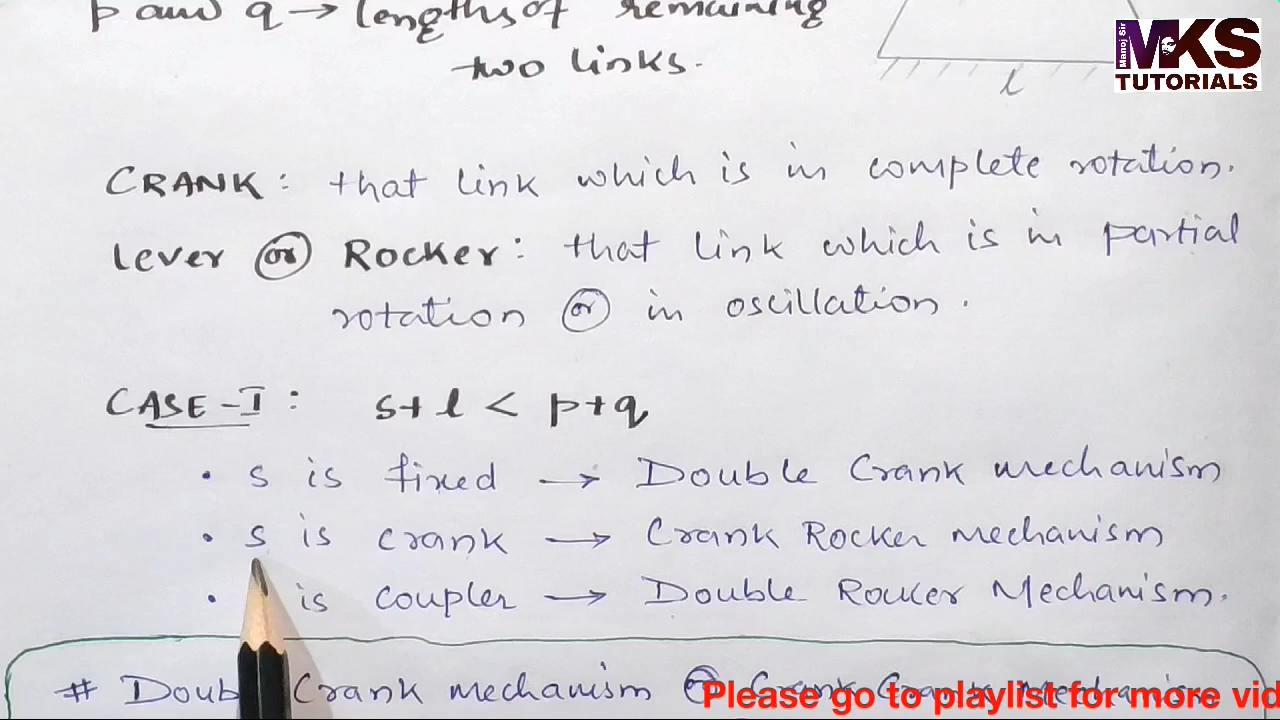 p and q → lengths of remaining
two links.
l
Manoj Sir
MKS
TUTORIALS
CRANK: that link which is in complete rotation.
Lever or Rocker: that link which is in partial
rotation or in oscillation.
CASE-I: s+l < p+q
• s is fixed → Double Crank mechanism
• s is crank → Crank Rocker mechanism
• is coupler → Double Rocker Mechanism.
# Crank mechanism
Please go to playlist for more vid